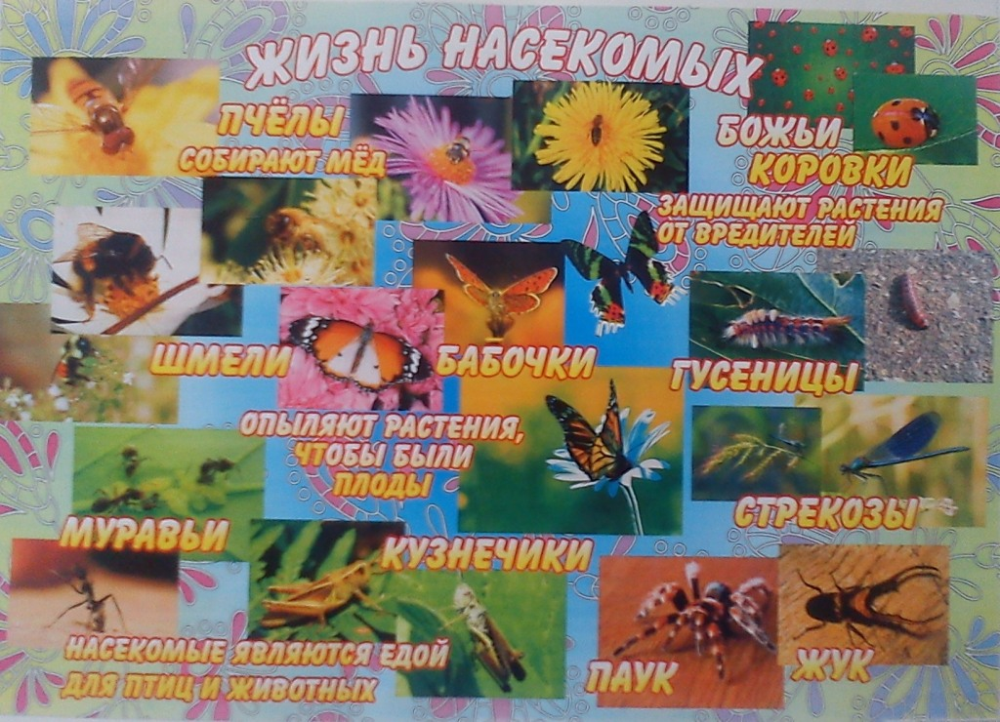 ЖИЗНЬ НАСЕКОМЫХ
ПЧЁЛЫ
СОБИРАЮТ МЁД
БОЖЬИ
КОРОВКИ
ЗАЩИЩАЮТ РАСТЕНИЯ
ОТ ВРЕДИТЕЛЕЙ
ШМЕЛИ
БАБОЧКИ
ГУСЕНИЦЫ
ОПЫЛЯЮТ РАСТЕНИЯ,
ЧТОБЫ БЫЛИ
ПЛОДЫ
СТРЕКОЗЫ
МУРАВЬИ
КУЗНЕЧИКИ
НАСЕКОМЫЕ ЯВЛЯЮТСЯ ЕДОЙ
ДЛЯ ПТИЦ И ЖИВОТНЫХ
ПАУК
ЖУК